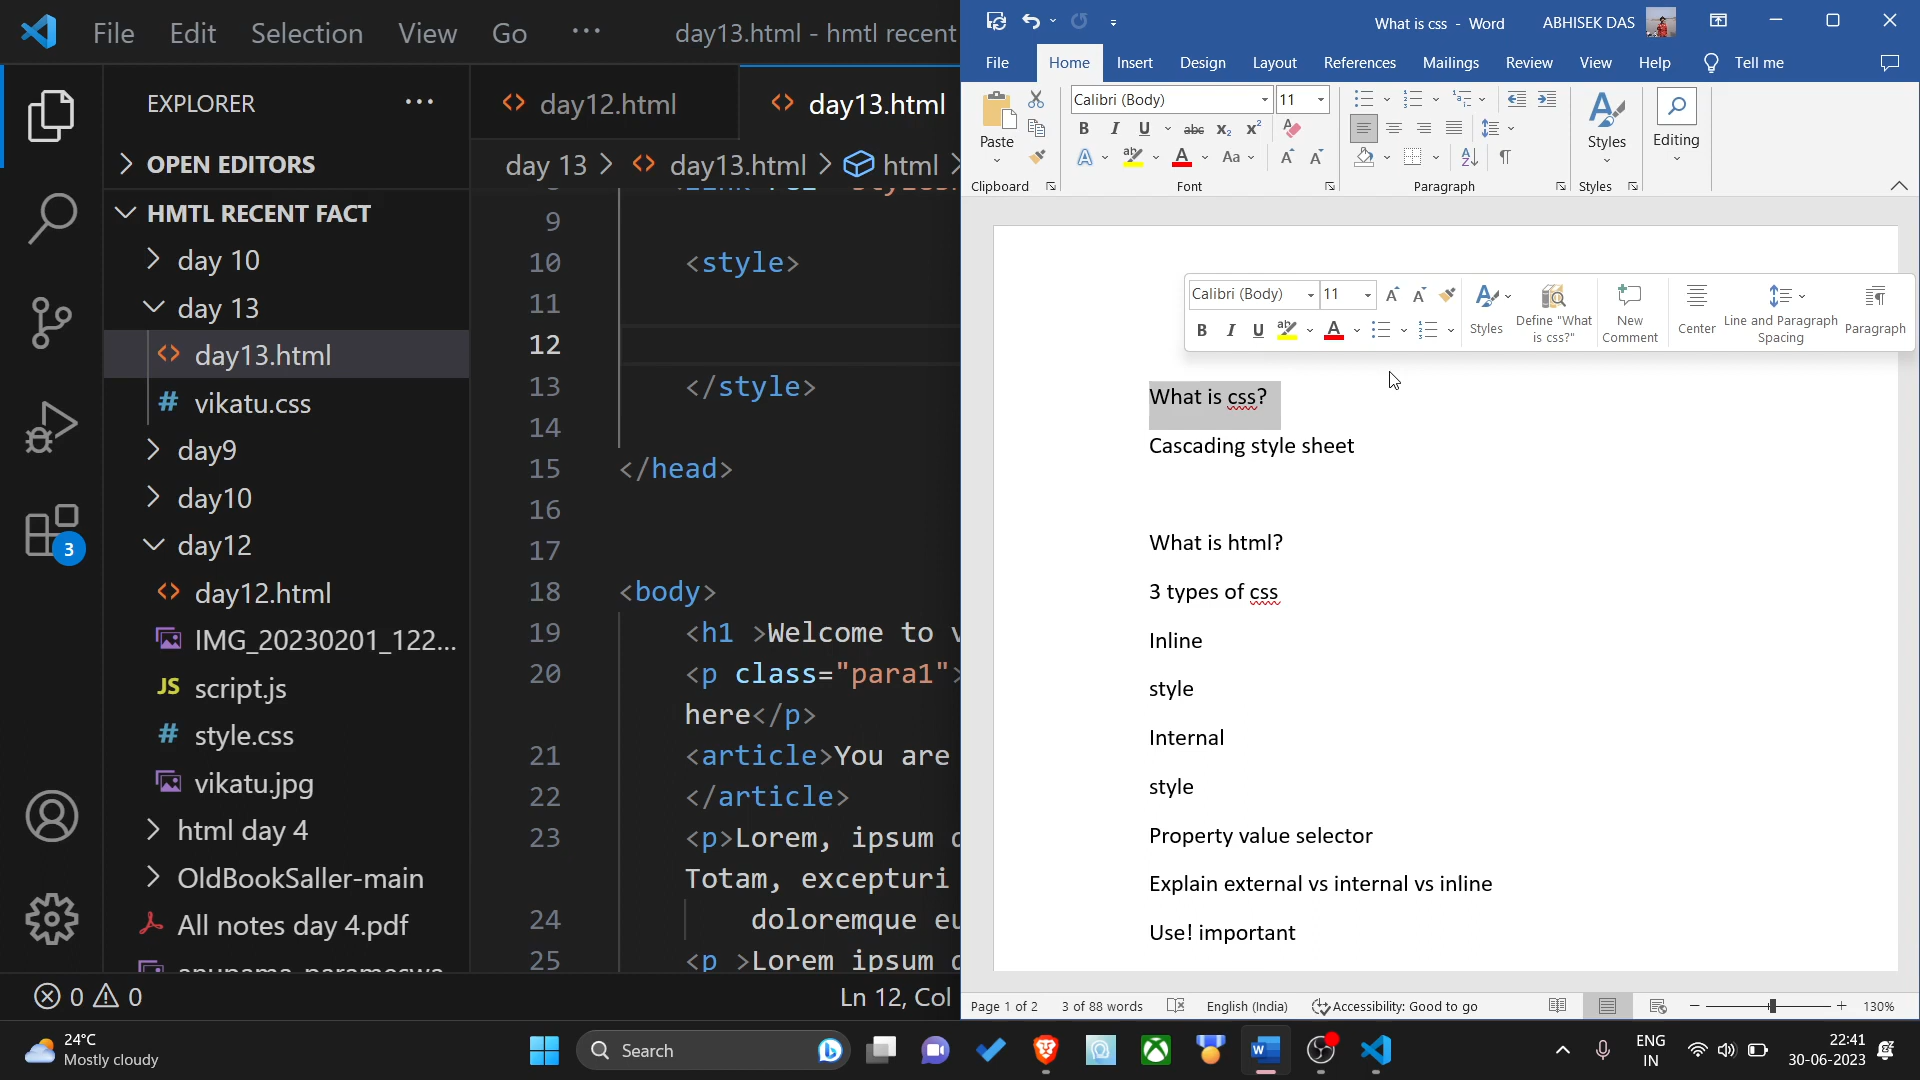 File Edit Selection View Go ··· day13.html - hmtl recent
EXPLORER ···
OPEN EDITORS
HMTL RECENT FACT
day 10
day 13
day13.html
vikatu.css
day9
day10
day12
day12.html
IMG_20230201_122...
JS script.js
style.css
vikatu.jpg
html day 4
OldBookSaller-main
All notes day 4.pdf
3
0 0
Ln 12, Col
day12.html day13.html
day 13 > day13.html > html >
9
10 <style>
11
12
13 </style>
14
15 </head>
16
17
18 <body>
19 <h1 >Welcome to
20 <p class="para1">
here</p>
21 <article>You are
22 </article>
23 <p>Lorem, ipsum
Totam, excepturi
24 doloremque
25 <p >Lorem ipsum
What is css - Word ABHISEK DAS
File Home Insert Design Layout References Mailings Review View Help Tell me
Calibri (Body) 11
Paste Styles Editing
B I U abc X₂ X²
A ab A Aa A A
Clipboard Font Paragraph Styles
Calibri (Body) 11 A A
B I U ab A
Styles
Define "What is css?"
New Comment
Center
Line and Paragraph Spacing
Paragraph
What is css?
Cascading style sheet
What is html?
3 types of css
Inline
style
Internal
style
Property value selector
Explain external vs internal vs inline
Use! important
Page 1 of 2 3 of 88 words English (India) Accessibility: Good to go 130%
24°C
Mostly cloudy
Search
ENG
IN
22:41
30-06-2023